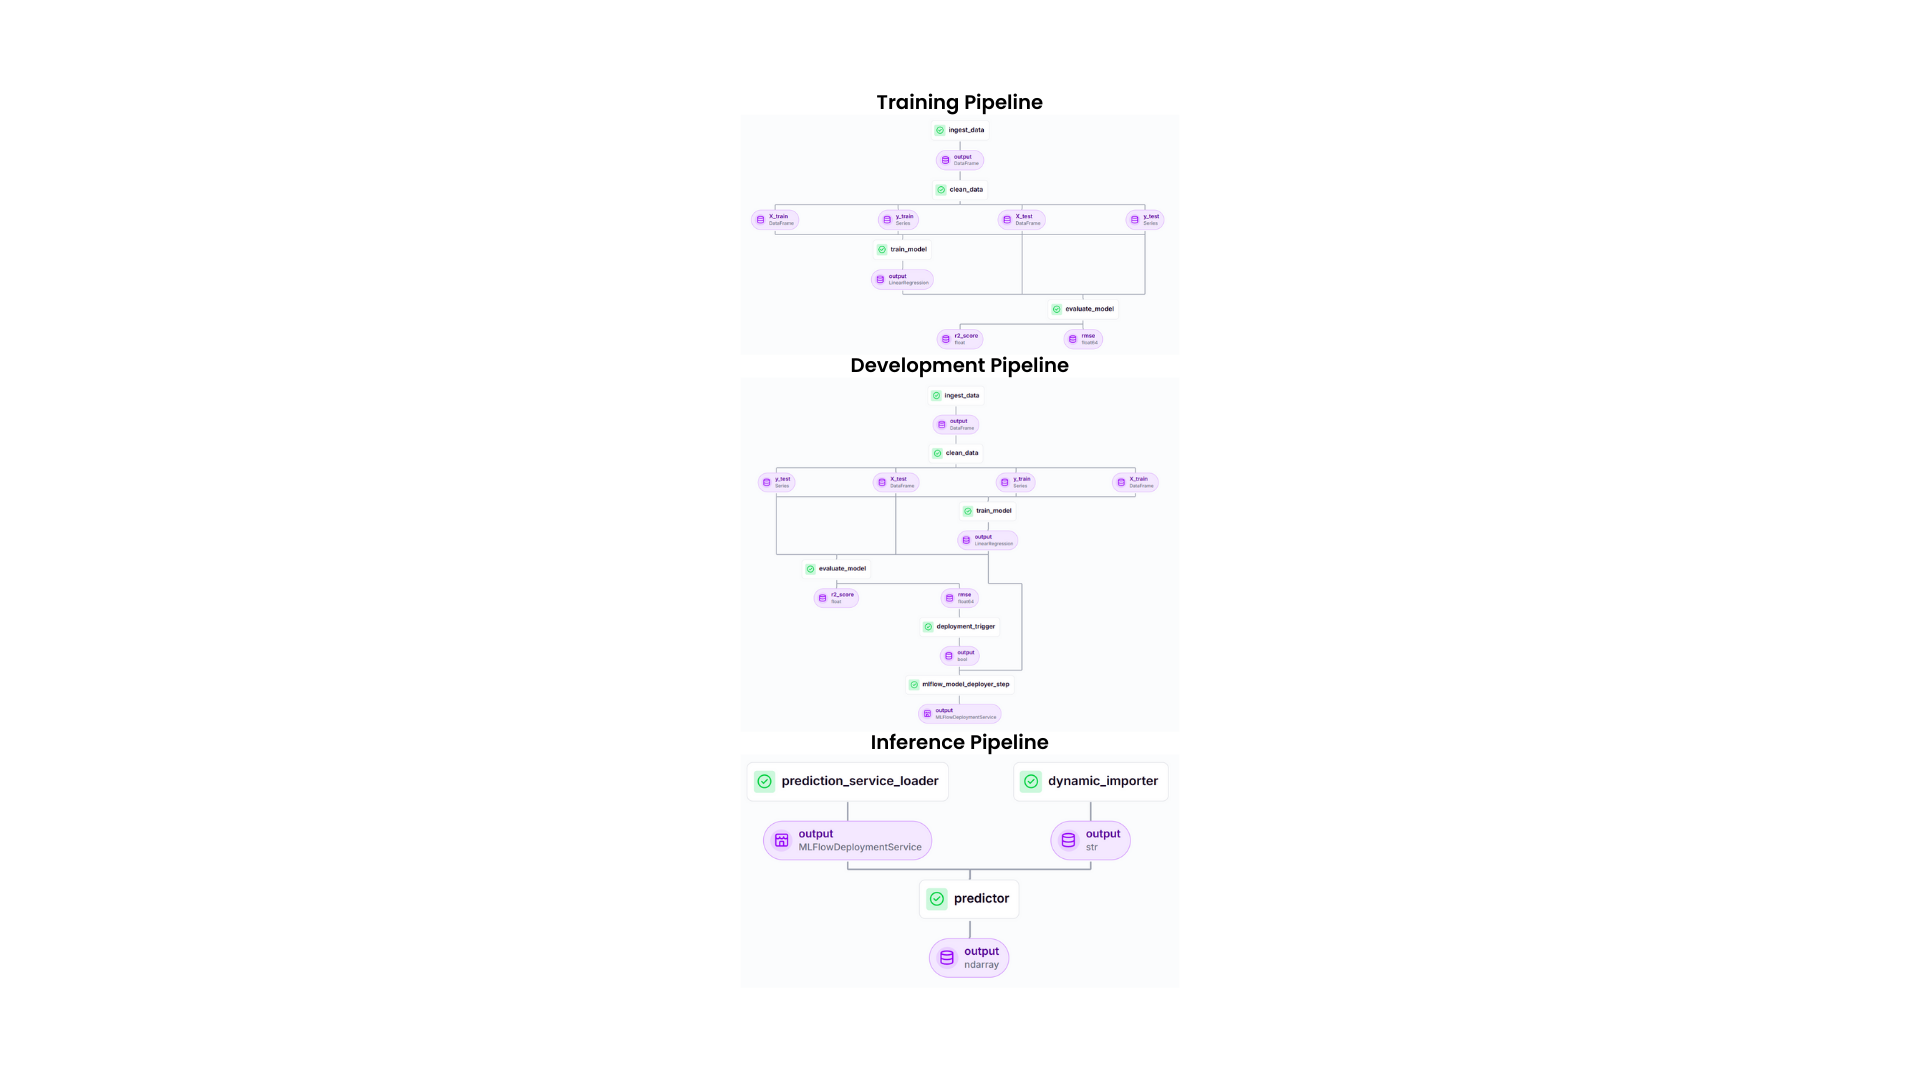 Training Pipeline
ingest_data
output
DataFrame
clean_data
X_train
DataFrame
y_train
Series
X_test
DataFrame
y_test
Series
train_model
output
LinearRegression
evaluate_model
r2_score
float
rmse
float64
Development Pipeline
ingest_data
output
DataFrame
clean_data
y_test
Series
X_test
DataFrame
y_train
Series
X_train
DataFrame
train_model
output
LinearRegression
evaluate_model
r2_score
float
rmse
float64
deployment_trigger
output
bool
mlflow_model_deployer_step
output
MLFlowDeploymentService
Inference Pipeline
prediction_service_loader
dynamic_importer
output
MLFlowDeploymentService
output
str
predictor
output
ndarray